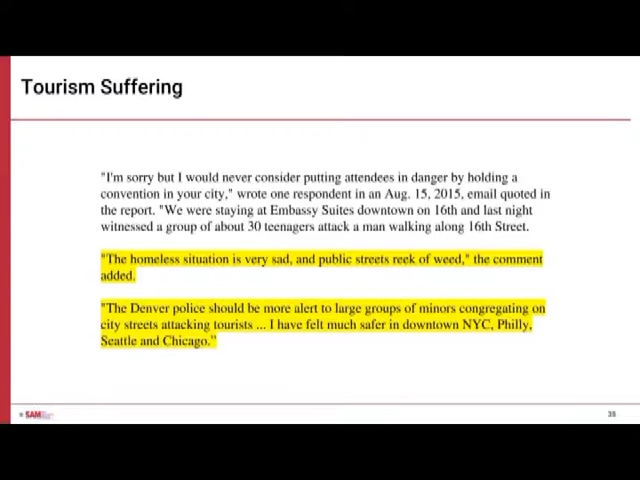 Tourism Suffering
"I'm sorry but I would never consider putting attendees in danger by holding a
convention in your city," wrote one respondent in an Aug. 15, 2015, email quoted in
the report. "We were staying at Embassy Suites downtown on 16th and last night
witnessed a group of about 30 teenagers attack a man walking along 16th Street.
"The homeless situation is very sad, and public streets reek of weed," the comment
added.
"The Denver police should be more alert to large groups of minors congregating on
city streets attacking tourists ... I have felt much safer in downtown NYC, Philly,
Seattle and Chicago."
SAM
35